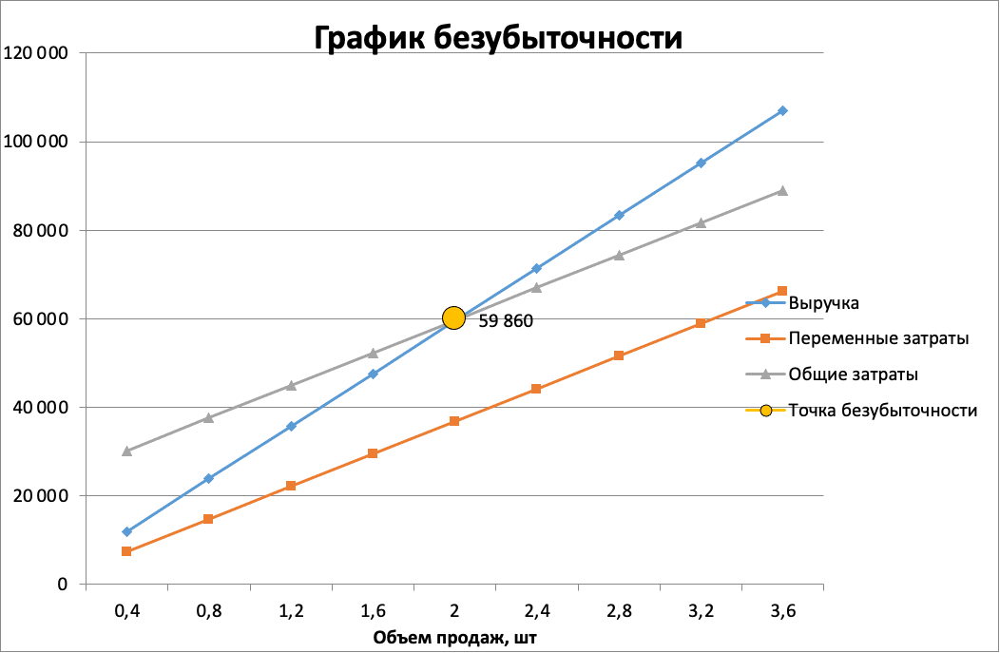 График безубыточности
120 000
100 000
80 000
60 000
40 000
20 000
0
59 860
Выручка
Переменные затраты
Общие затраты
Точка безубыточности
0,4 0,8 1,2 1,6 2 2,4 2,8 3,2 3,6
Объем продаж, шт